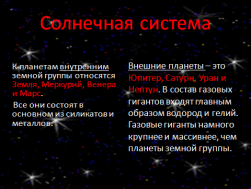 Солнечная система
К планетам внутренним
земной группы относятся
Земля, Меркурий, Венера
и Марс.
Все они состоят в
основном из силикатов и
металлов.
Внешние планеты – это
Юпитер, Сатурн, Уран и
Нептун. В состав газовых
гигантов входят главным
образом водород и гелий.
Газовые гиганты намного
крупнее и массивнее, чем
планеты земной группы.